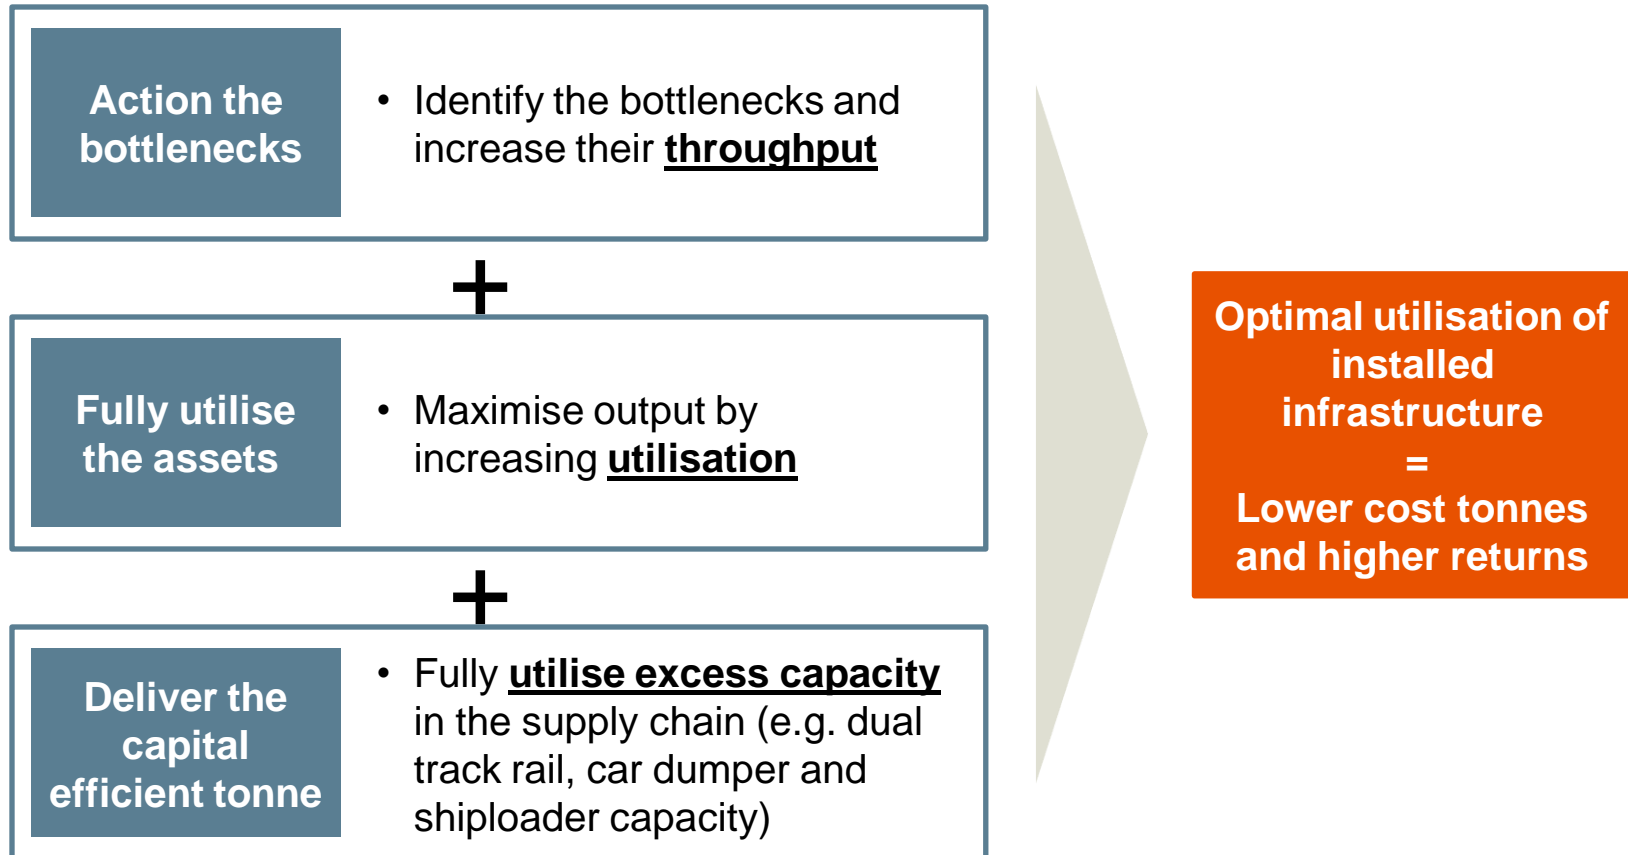 Action the
bottlenecks
• Identify the bottlenecks and
increase their throughput
+
Fully utilise
the assets
• Maximise output by
increasing utilisation
+
Deliver the
capital
efficient tonne
• Fully utilise excess capacity
in the supply chain (e.g. dual
track rail, car dumper and
shiploader capacity)
Optimal utilisation of
installed
infrastructure
=
Lower cost tonnes
and higher returns